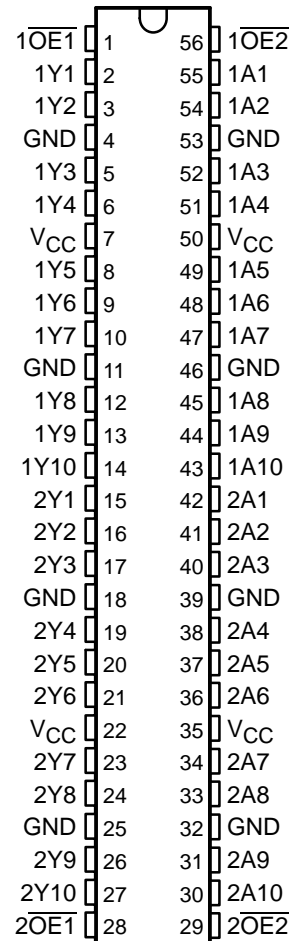 1OE1 1 56 1OE2
1Y1 2 55 1A1
1Y2 3 54 1A2
GND 4 53 GND
1Y3 5 52 1A3
1Y4 6 51 1A4
VCC 7 50 VCC
1Y5 8 49 1A5
1Y6 9 48 1A6
1Y7 10 47 1A7
GND 11 46 GND
1Y8 12 45 1A8
1Y9 13 44 1A9
1Y10 14 43 1A10
2Y1 15 42 2A1
2Y2 16 41 2A2
2Y3 17 40 2A3
GND 18 39 GND
2Y4 19 38 2A4
2Y5 20 37 2A5
2Y6 21 36 2A6
VCC 22 35 VCC
2Y7 23 34 2A7
2Y8 24 33 2A8
GND 25 32 GND
2Y9 26 31 2A9
2Y10 27 30 2A10
2OE1 28 29 2OE2